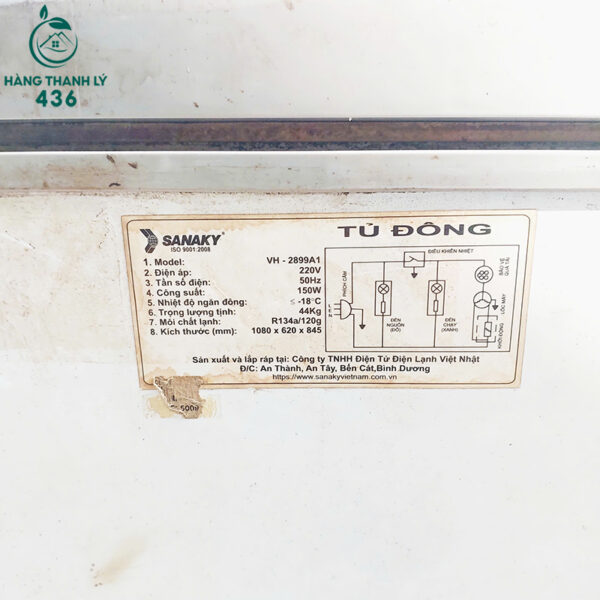 HÀNG THANH LÝ
436
SANAKY
ISO 9001:2008
TỦ ĐÔNG
1. Model: VH - 2899A1
2. Điện áp: 220V
3. Tần số điện: 50Hz
4. Công suất: 150W
5. Nhiệt độ ngăn đông: ≤ -18°C
6. Trọng lượng tịnh: 44Kg
7. Môi chất lạnh: R134a/120g
8. Kích thước (mm): 1080 x 620 x 845
ĐIỀU KHIỂN NHIỆT
PHÍCH CẮM
ĐÈN NGUỒN (ĐỎ)
ĐÈN CHẠY (XANH)
BẢO VỆ QUÁ TẢI
LỐC MÁY
KHỞI ĐỘNG
Sản xuất và lắp ráp tại: Công ty TNHH Điện Tử Điện Lạnh Việt Nhật
Đ/C: An Thành, An Tây, Bến Cát,Bình Dương
https://www.sanakyvietnam.com.vn